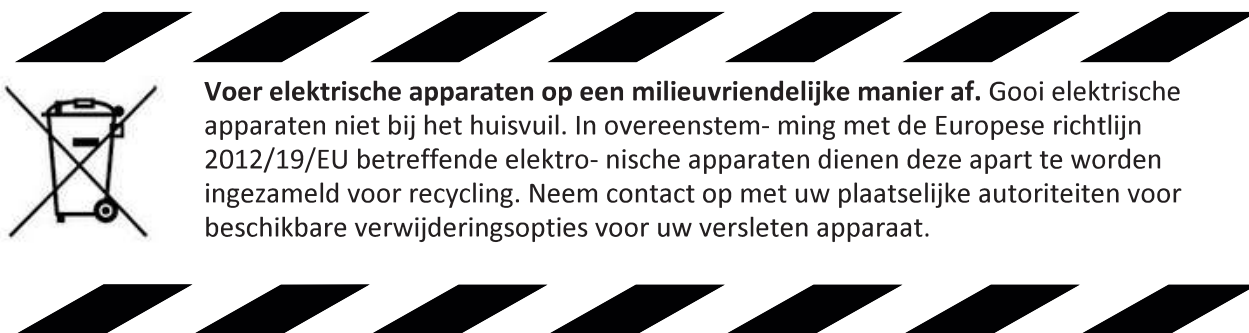 Voer elektrische apparaten op een milieuvriendelijke manier af. Gooi elektrische
apparaten niet bij het huisvuil. In overeenstem- ming met de Europese richtlijn
2012/19/EU betreffende elektro- nische apparaten dienen deze apart te worden
ingezameld voor recycling. Neem contact op met uw plaatselijke autoriteiten voor
beschikbare verwijderingsopties voor uw versleten apparaat.